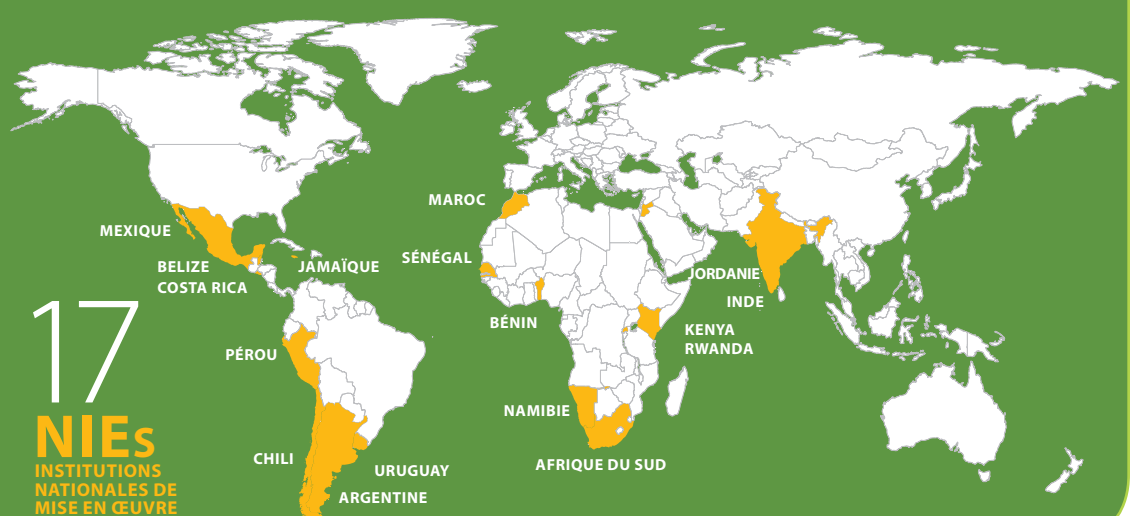 MEXIQUE
BELIZE
COSTA RICA
JAMAÏQUE
17
NIEs
INSTITUTIONS
NATIONALES DE
MISE EN ŒUVRE
PÉROU
CHILI
URUGUAY
ARGENTINE
MAROC
SÉNÉGAL
BÉNIN
NAMIBIE
AFRIQUE DU SUD
JORDANIE
INDE
KENYA
RWANDA